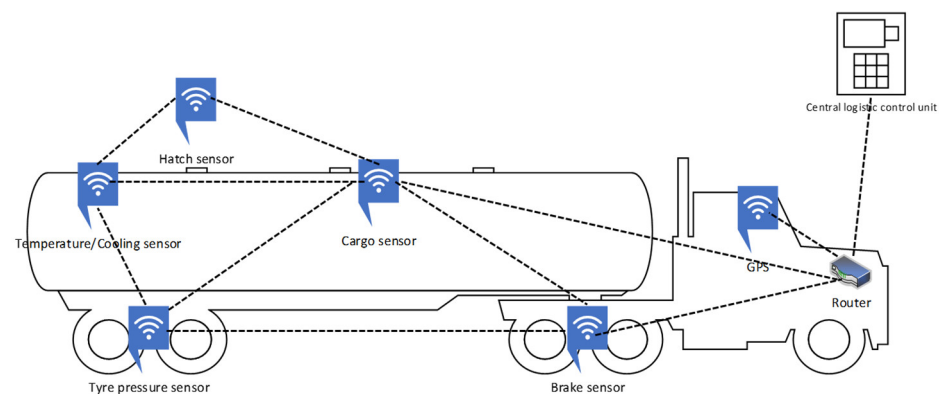 Central logistic control unit
Hatch sensor
Temperature/Cooling sensor
Cargo sensor
GPS
Router
Tyre pressure sensor
Brake sensor